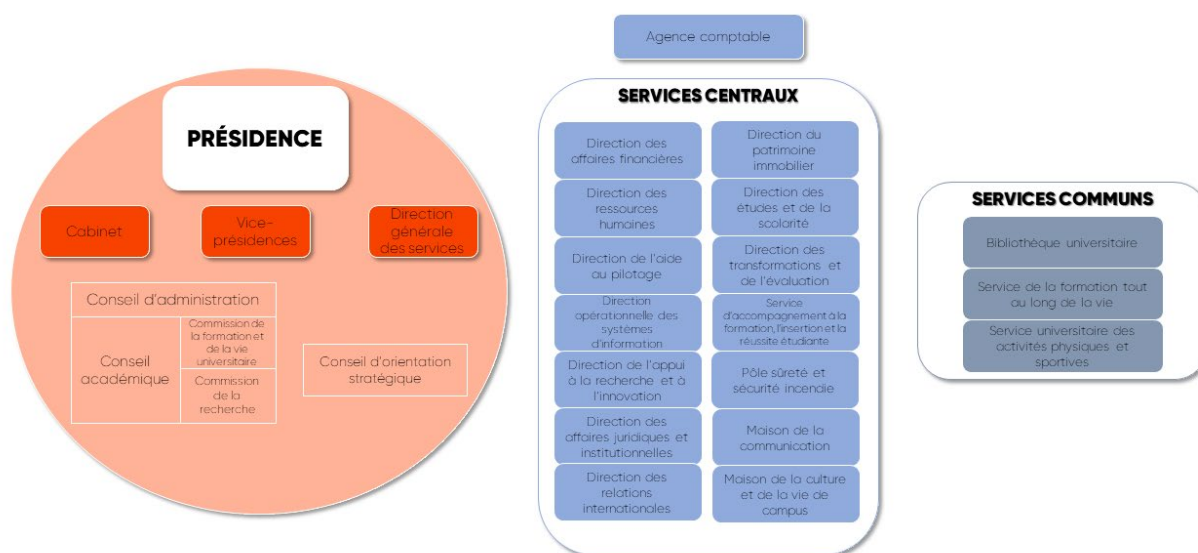 Agence comptable
PRÉSIDENCE
Cabinet
Vice-
présidences
Direction
générale
des services
Conseil d'administration
Conseil
académique
Commission de
la formation et
de la vie
universitaire
Commission
de la
recherche
Conseil d'orientation
stratégique
SERVICES CENTRAUX
Direction des
affaires financières
Direction du
patrimoine
immobilier
Direction des
ressources
humaines
Direction des
études et de la
scolarité
Direction de l'aide
au pilotage
Direction des
transformations et
de l'évaluation
Direction
opérationnelle des
systèmes
d'information
Service
d'accompagnement à la
formation, l'insertion et la
réussite étudiante
Direction de l'appui
à la recherche et à
l'innovation
Pôle sûreté et
sécurité incendie
Direction des
affaires juridiques et
institutionnelles
Maison de la
communication
Direction des
relations
internationales
Maison de la culture
et de la vie de
campus
SERVICES COMMUNS
Bibliothèque universitaire
Service de la formation tout
au long de la vie
Service universitaire des
activités physiques et
sportives